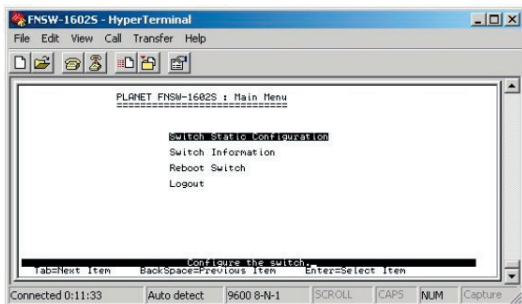 FNSW-1602S - HyperTerminal
File Edit View Call Transfer Help
PLANET FNSW-1602S : Main Menu
Switch Static Configuration
Switch Information
Reboot Switch
Logout
Configure the switch.
Tab=Next Item BackSpace=Previous Item Enter=Select Item
Connected 0:11:33 Auto detect 9600 8-N-1 SCROLL CAPS NUM Capture